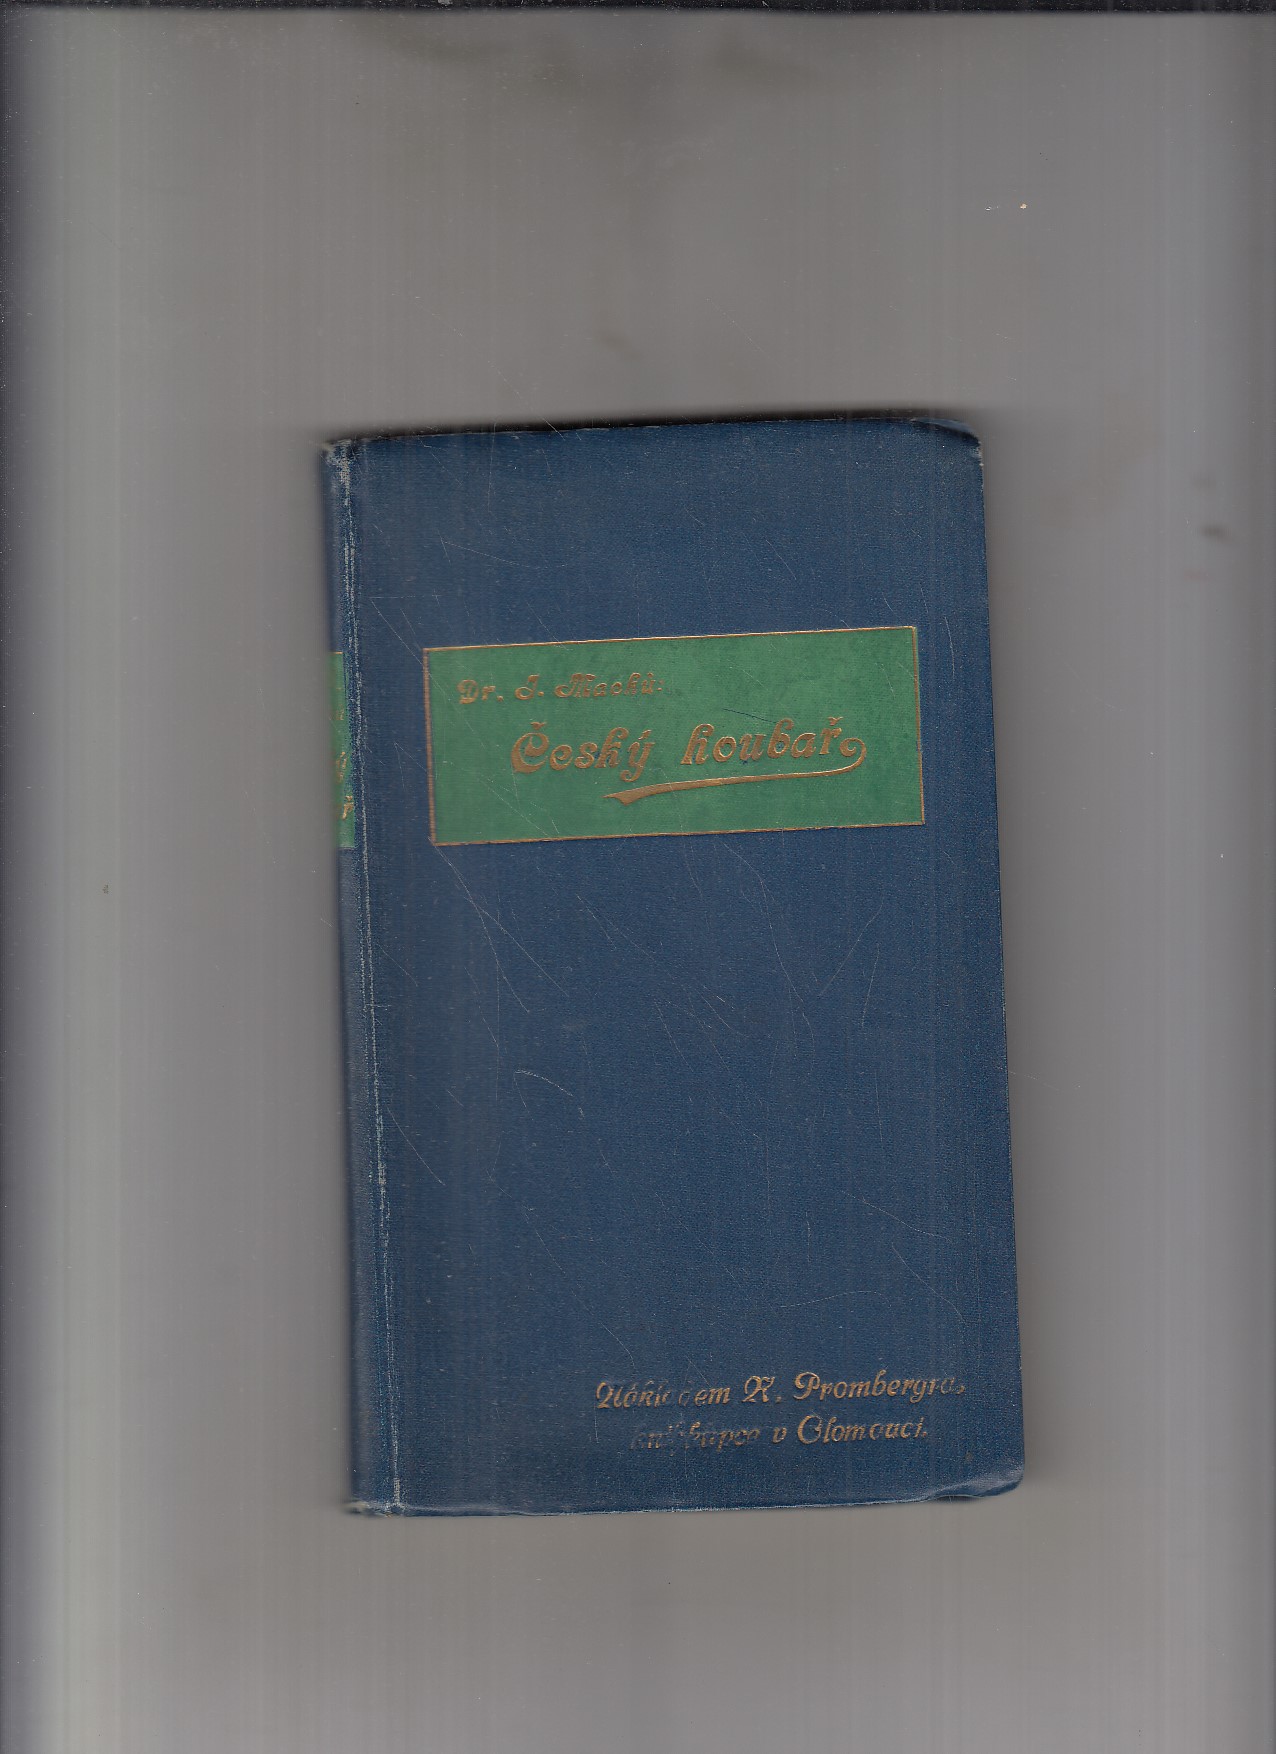 Dr. J. Macků:
Český houbař
Nákladem R. Prombergra,
knihkupce v Olomouci.